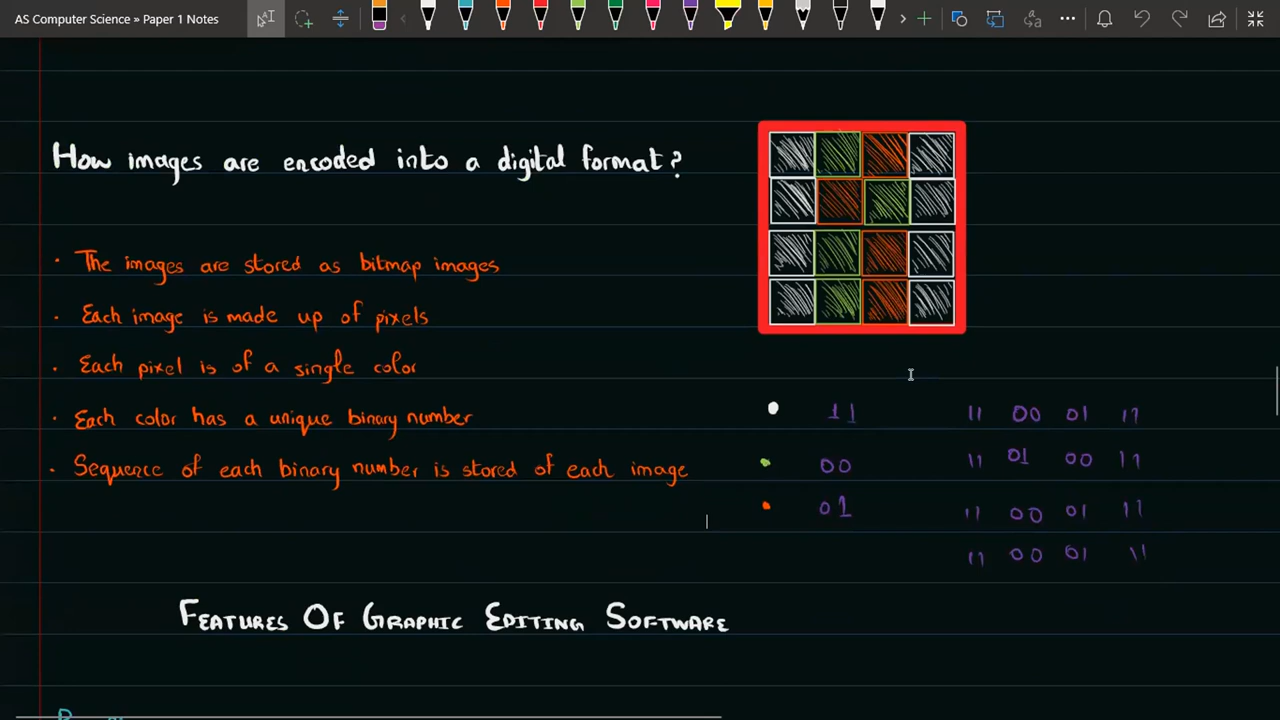 AS Computer Science » Paper 1 Notes
How images are encoded into a digital format?
· The images are stored as bitmap images
· Each image is made up of pixels
· Each pixel is of a single color
· Each color has a unique binary number
· Sequence of each binary number is stored of each image
11
00
01
11 00 01 11
11 01 00 11
11 00 01 11
11 00 01 11
FEATURES OF GRAPHIC EDITING SOFTWARE